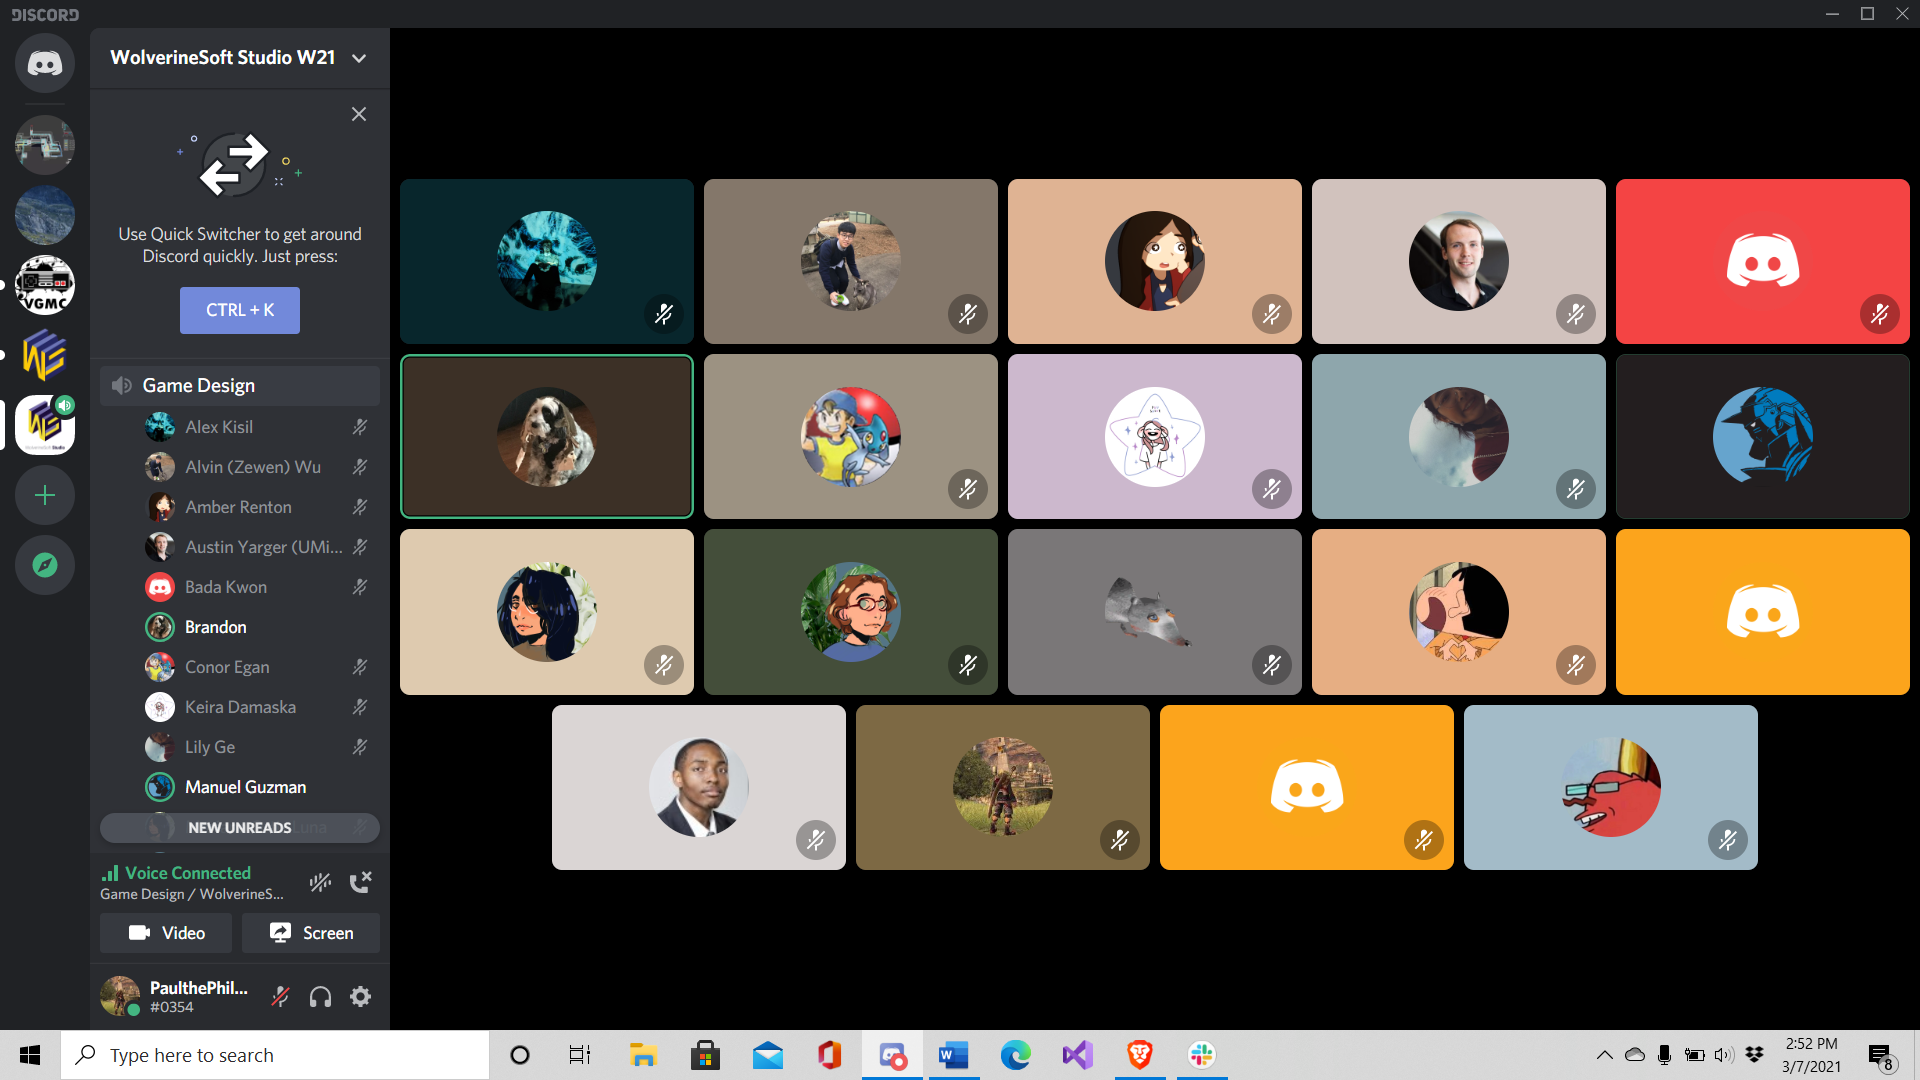 DISCORD
WolverineSoft Studio W21
Use Quick Switcher to get around
Discord quickly. Just press:
CTRL + K
VGMC
Game Design
Alex Kisil
Alvin (Zewen) Wu
Amber Renton
Austin Yarger (UMi...
Bada Kwon
Brandon
Conor Egan
Keira Damaska
Lily Ge
Manuel Guzman
NEW UNREADS
Voice Connected
Game Design / WolverineS...
Video
Screen
PaulthePhil...
#0354
Type here to search
2:52 PM
3/7/2021
8